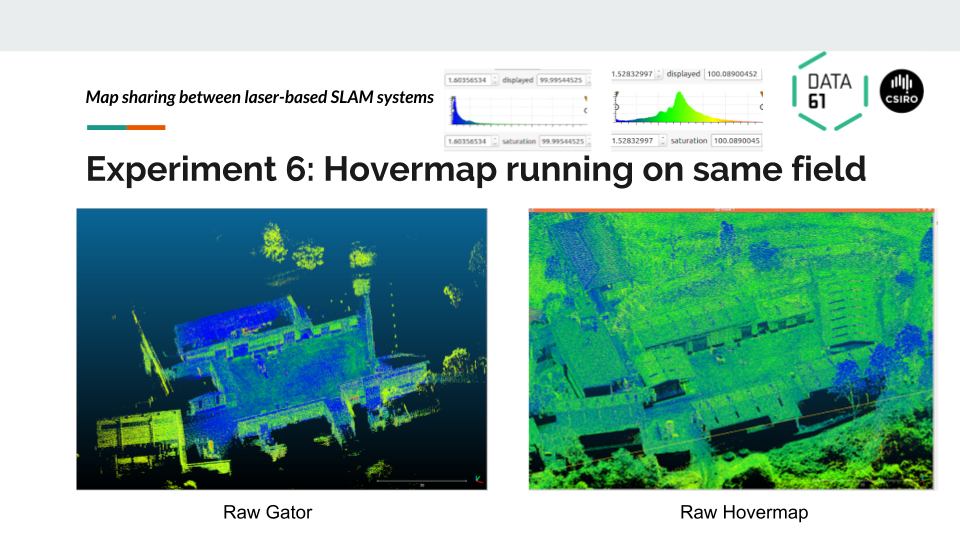 1.60356534 displayed 99.99544525
1.52832997 displayed 100.08900452
DATA
61
CSIRO
Map sharing between laser-based SLAM systems
1.60356534 saturation 99.99544525
1.52832997 saturation 100.0890045
Experiment 6: Hovermap running on same field
Raw Gator
Raw Hovermap